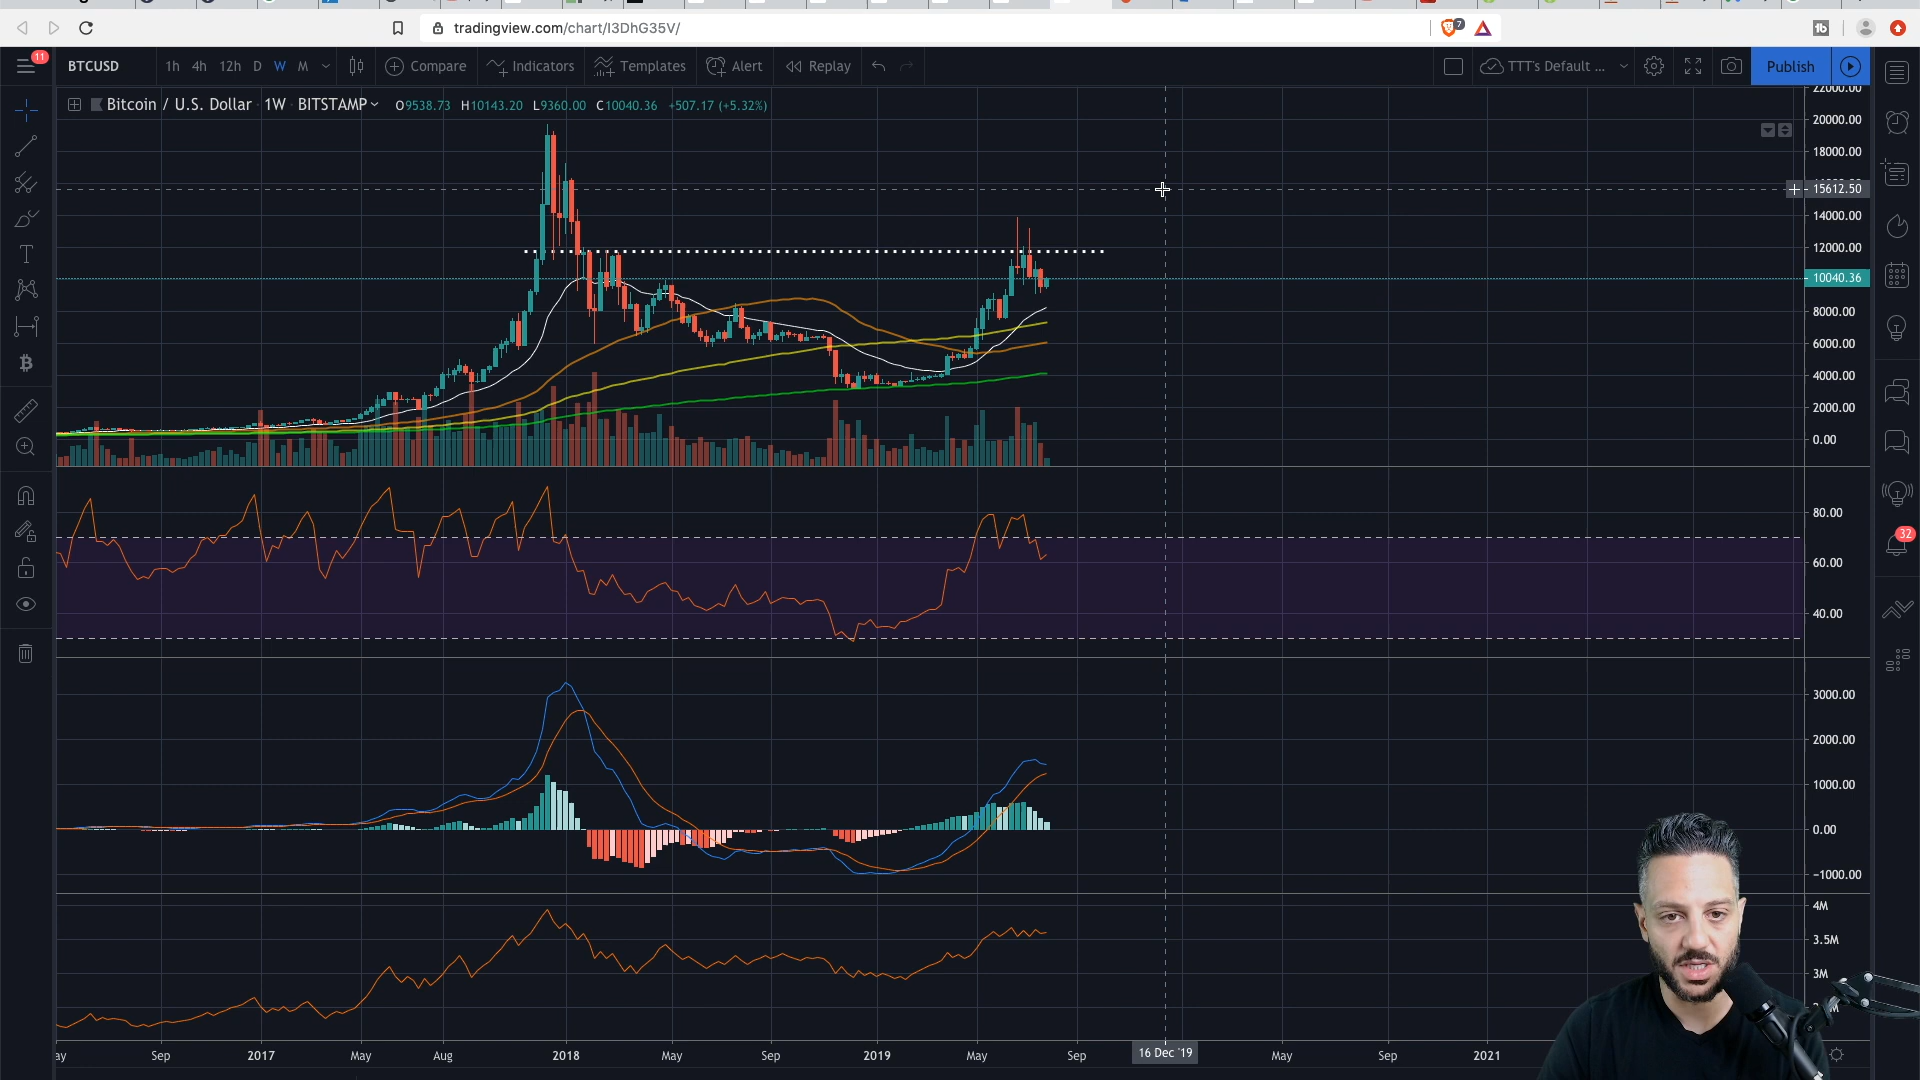 tradingview.com/chart/I3DhG35V/
7
11
BTCUSD
1h 4h 12h D W M
Compare
Indicators
Templates
Alert
Replay
TTT's Default ...
Publish
Bitcoin / U.S. Dollar 1W BITSTAMP O9538.73 H10143.20 L9360.00 C10040.36 +507.17 (+5.32%)
22000.00
20000.00
18000.00
15612.50
14000.00
12000.00
10040.36
8000.00
6000.00
4000.00
2000.00
0.00
80.00
60.00
40.00
32
3000.00
2000.00
1000.00
0.00
−1000.00
4M
3.5M
3M
Sep 2017 May Aug 2018 May Sep 2019 May Sep 16 Dec '19 May Sep 2021